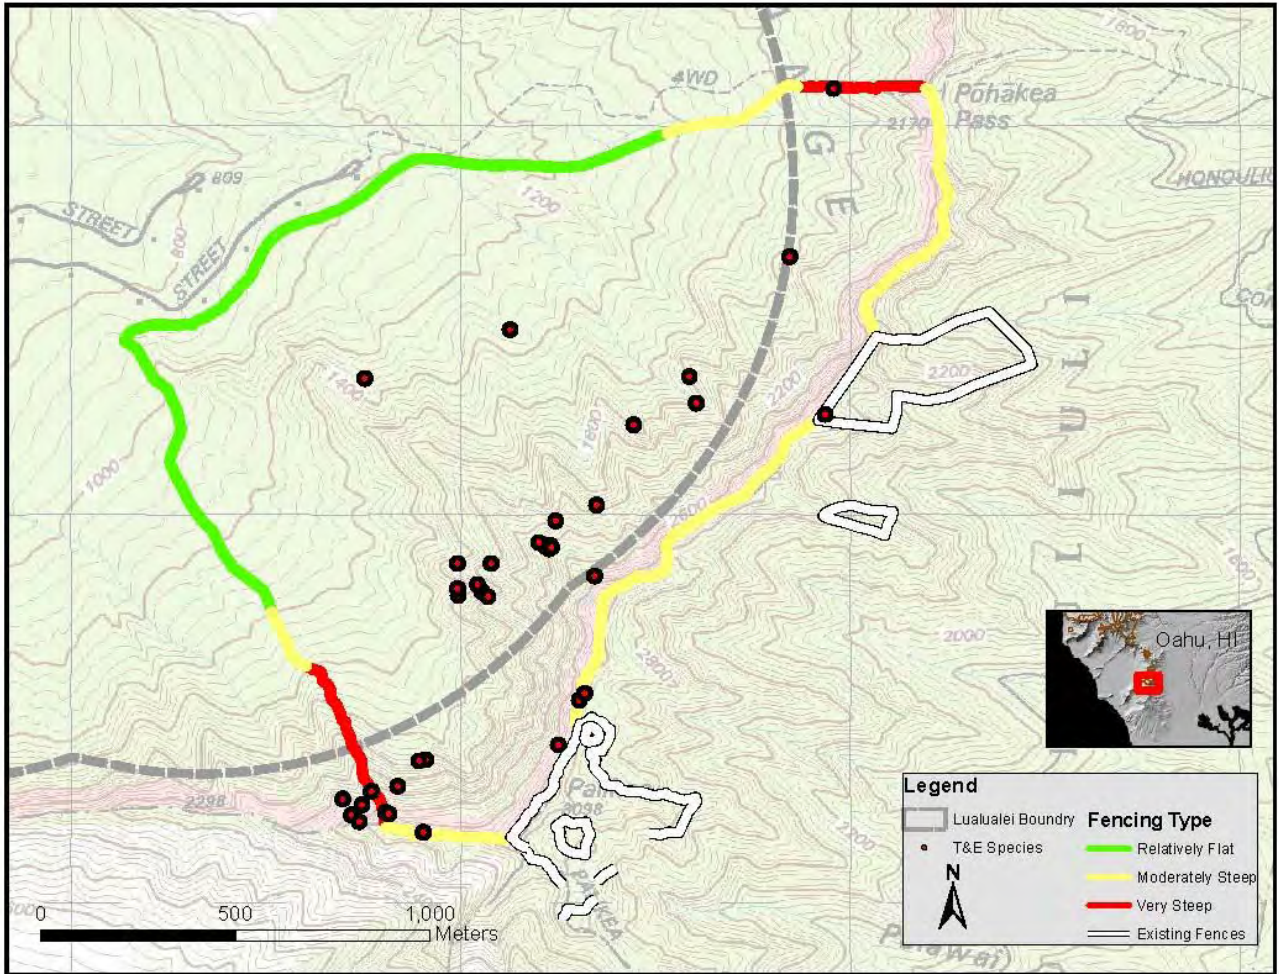 1600
4WD
A
Pohakea
2170 Pass
G
809
HONOULIU
E
1200
STREET
800
STREET
2200
2200
1400
1600
1000
2600
1600
Oahu, HI
2000
2800
Legend
Lualualei Boundry
T&E Species
N
Fencing Type
Relatively Flat
Moderately Steep
Very Steep
Existing Fences
2298
3098
0
500
1,000
Meters